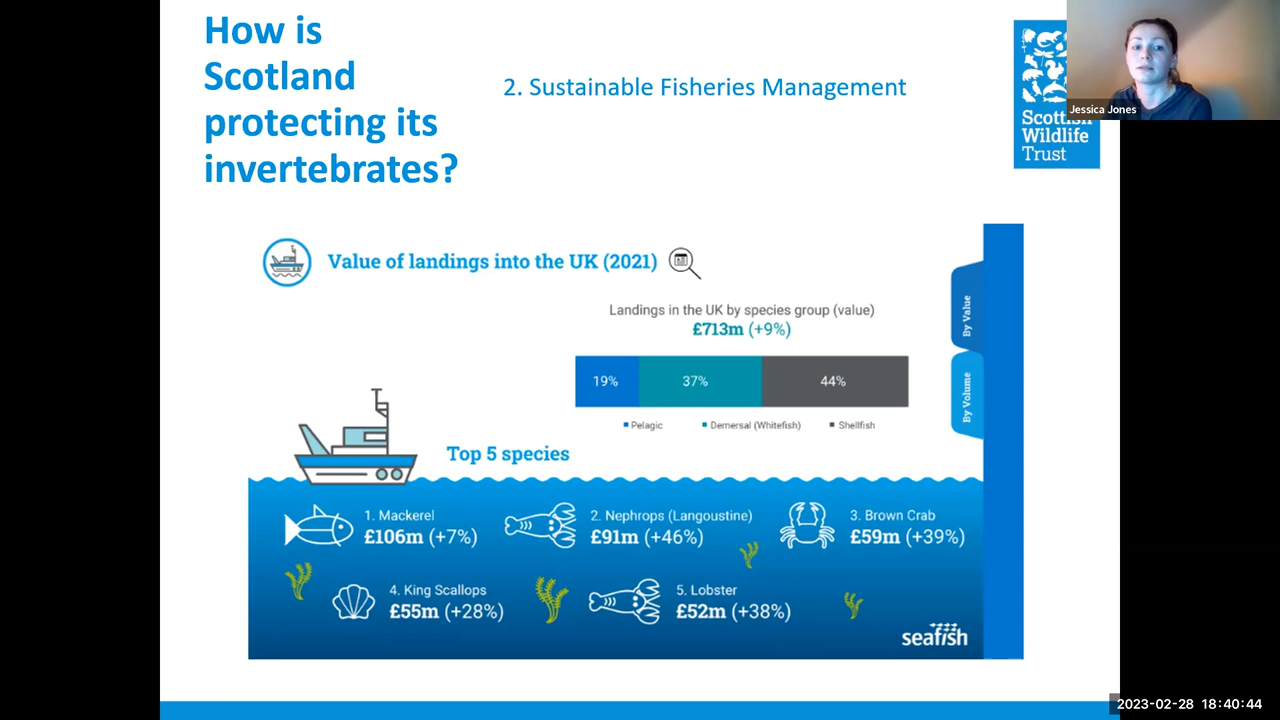 How is
Scotland
protecting its
invertebrates?
2. Sustainable Fisheries Management
Scottish
Wildlife
Trust
Jessica Jones
Value of landings into the UK (2021)
Landings in the UK by species group (value)
£713m (+9%)
19%
37%
44%
Pelagic
Demersal (Whitefish)
Shellfish
By Value
By Volume
Top 5 species
1. Mackerel
£106m (+7%)
2. Nephrops (Langoustine)
£91m (+46%)
3. Brown Crab
£59m (+39%)
4. King Scallops
£55m (+28%)
5. Lobster
£52m (+38%)
seafish
2023-02-28 18:40:44